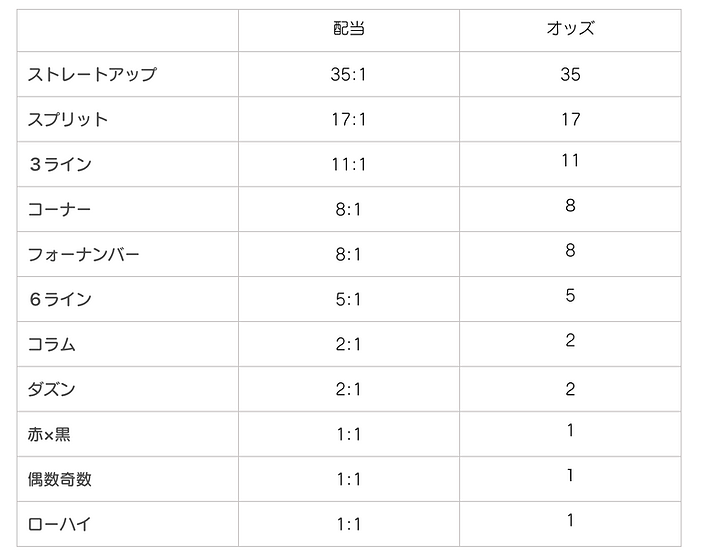 配当 オッズ
ストレートアップ 35:1 35
スプリット 17:1 17
３ライン 11:1 11
コーナー 8:1 8
フォーナンバー 8:1 8
６ライン 5:1 5
コラム 2:1 2
ダズン 2:1 2
赤×黒 1:1 1
偶数奇数 1:1 1
ローハイ 1:1 1